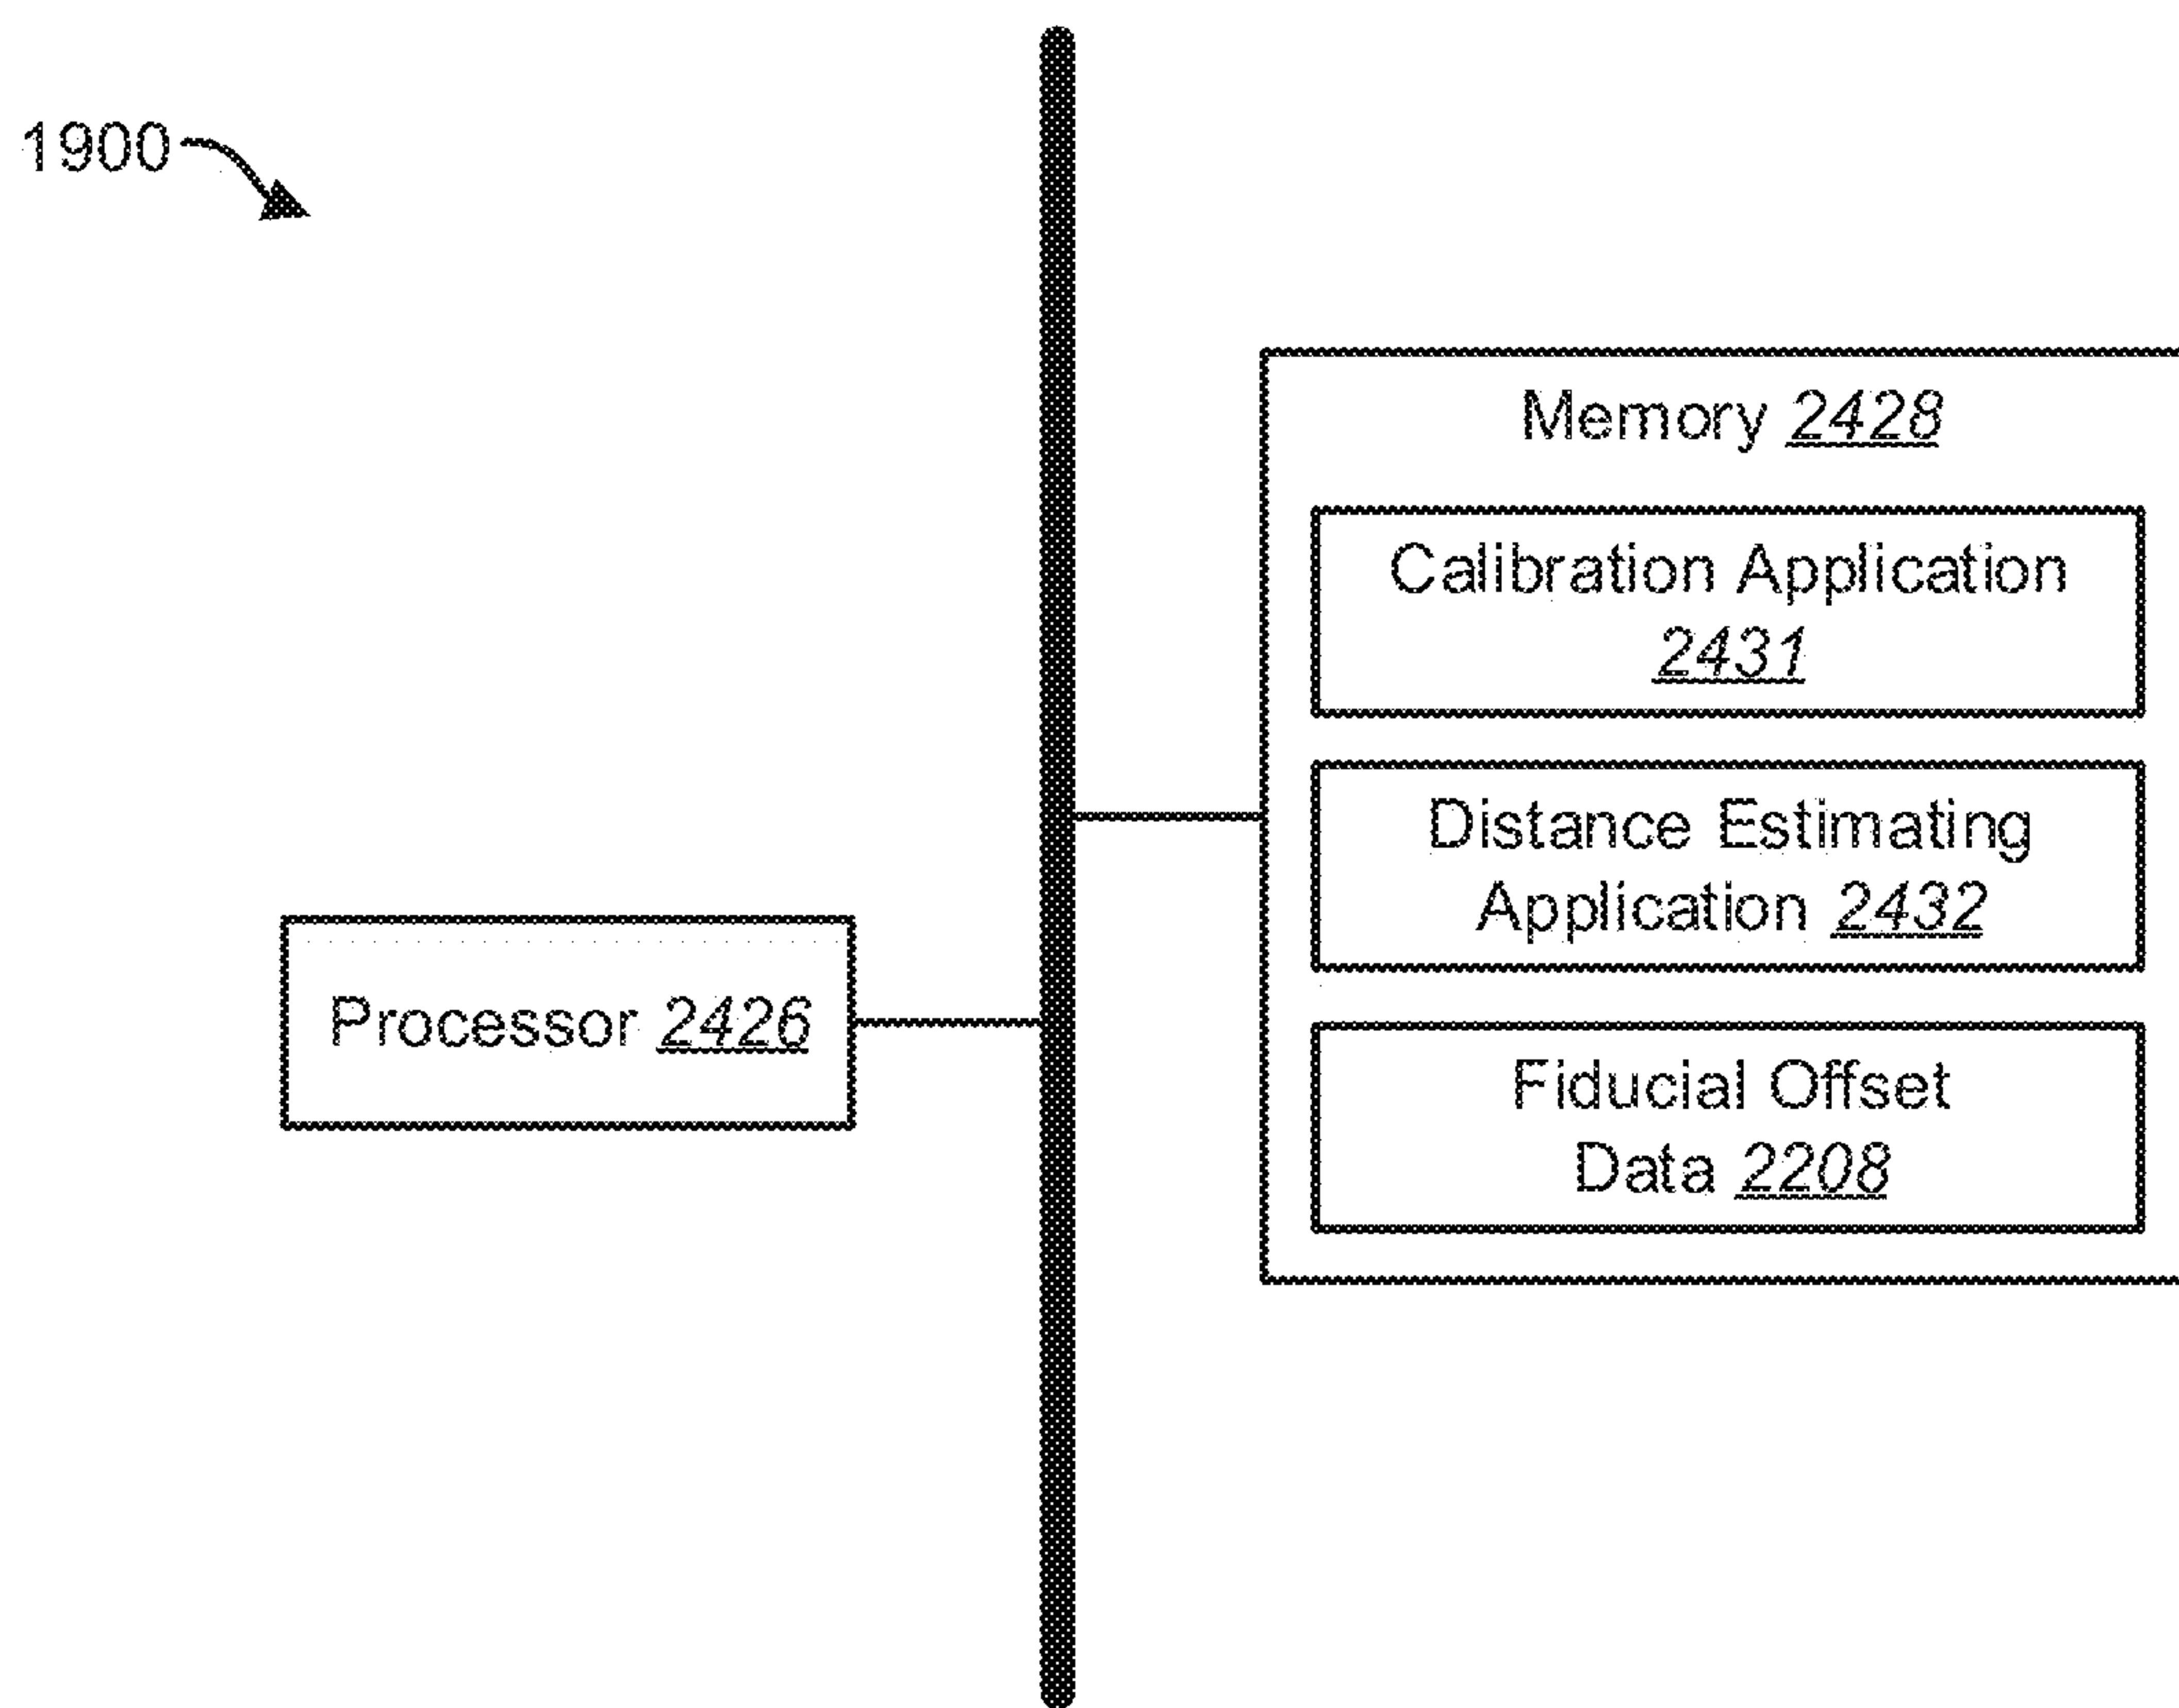 1900
Memory 2428
Calibration Application
2431
Distance Estimating
Application 2432
Processor 2426
Fiducial Offset
Data 2208